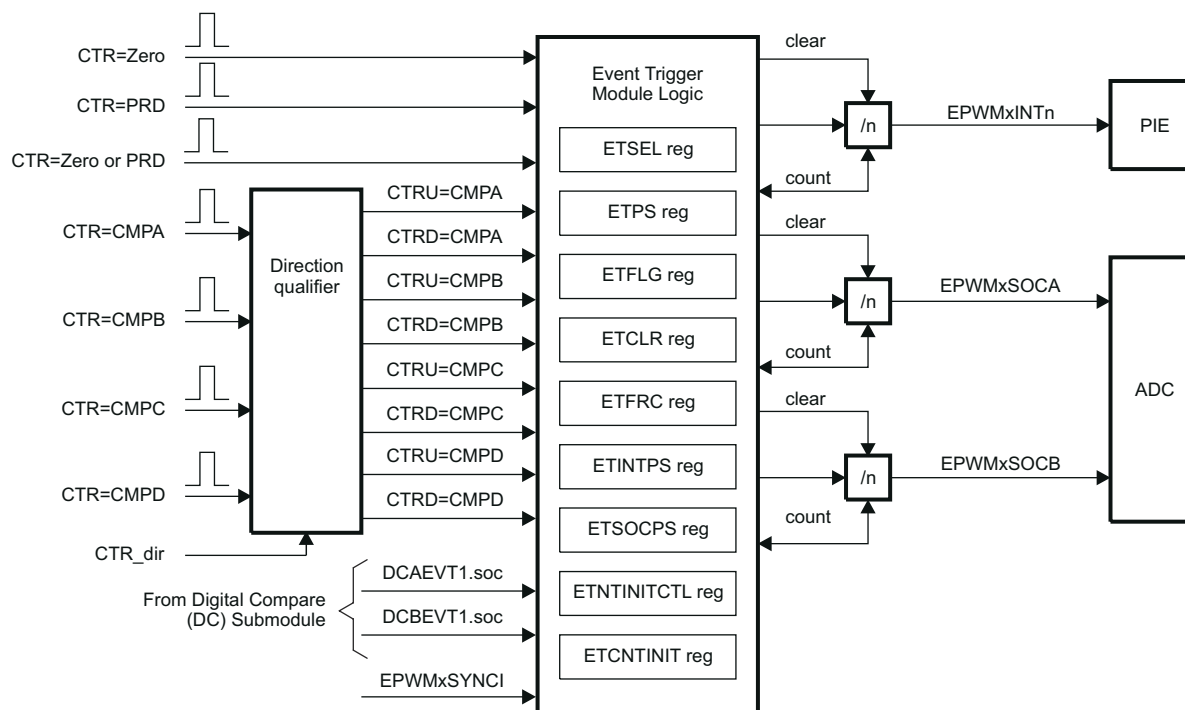 CTR=Zero
CTR=PRD
CTR=Zero or PRD
CTR=CMPA
CTR=CMPB
CTR=CMPC
CTR=CMPD
CTR_dir
Direction
qualifier
CTRU=CMPA
CTRD=CMPA
CTRU=CMPB
CTRD=CMPB
CTRU=CMPC
CTRD=CMPC
CTRU=CMPD
CTRD=CMPD
From Digital Compare
(DC) Submodule
DCAEVT1.soc
DCBEVT1.soc
EPWMxSYNCI
Event Trigger
Module Logic
ETSEL reg
ETPS reg
ETFLG reg
ETCLR reg
ETFRC reg
ETINTPS reg
ETSOCPS reg
ETNTINITCTL reg
ETCNTINIT reg
clear
/n
count
EPWMxINTn
PIE
clear
/n
count
EPWMxSOCA
clear
/n
count
EPWMxSOCB
ADC